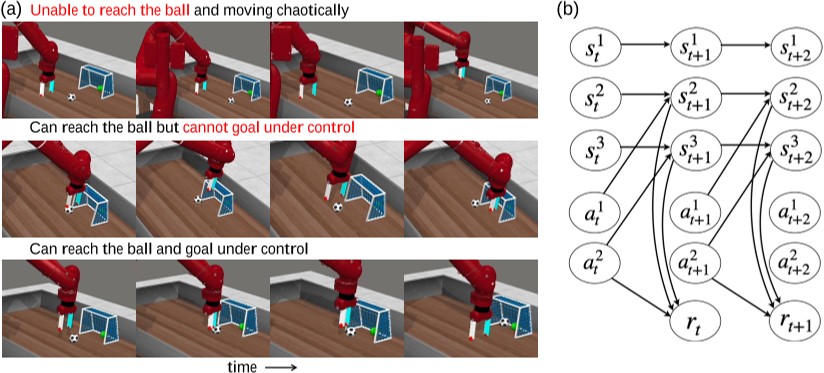 (a) Unable to reach the ball and moving chaotically
Can reach the ball but cannot goal under control
Can reach the ball and goal under control
time
(b)
s_t^1 s_{t+1}^1 s_{t+2}^1
s_t^2 s_{t+1}^2 s_{t+2}^2
s_t^3 s_{t+1}^3 s_{t+2}^3
a_t^1 a_{t+1}^1 a_{t+2}^1
a_t^2 a_{t+1}^2 a_{t+2}^2
r_t r_{t+1}